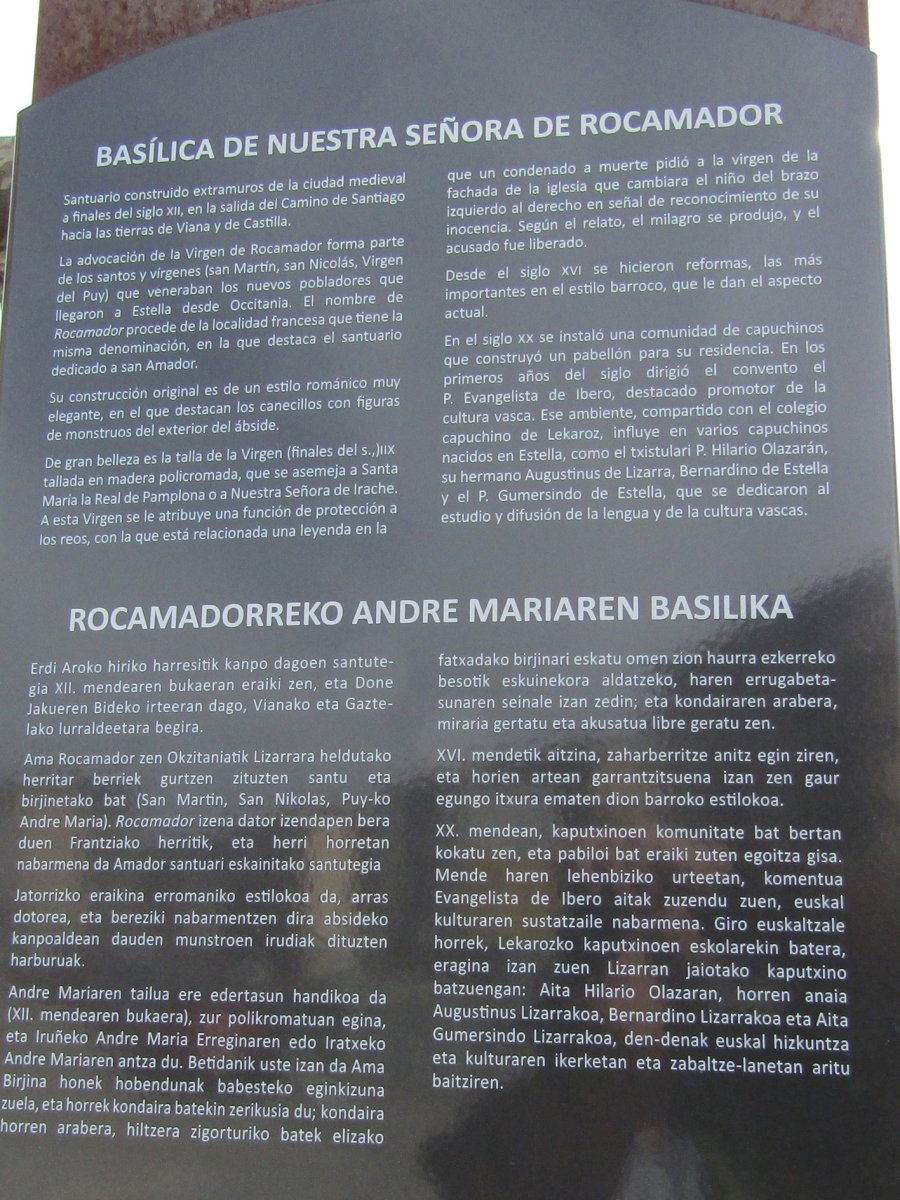 BASÍLICA DE NUESTRA SEÑORA DE ROCAMADOR
Santuario construido extramuros de la ciudad medieval
a finales del siglo XII, en la salida del Camino de Santiago
hacia las tierras de Viana y de Castilla.
La advocación de la Virgen de Rocamador forma parte
de los santos y vírgenes (san Martín, san Nicolás, Virgen
del Puy) que veneraban los nuevos pobladores que
llegaron a Estella desde Occitania. El nombre de
Rocamador procede de la localidad francesa que tiene la
misma denominación, en la que destaca el santuario
dedicado a san Amador.
Su construcción original es de un estilo románico muy
elegante, en el que destacan los canecillos con figuras
de monstruos del exterior del ábside.
De gran belleza es la talla de la Virgen (finales del s.,)IIX
tallada en madera policromada, que se asemeja a Santa
María la Real de Pamplona o a Nuestra Señora de Irache.
A esta Virgen se le atribuye una función de protección a
los reos, con la que está relacionada una leyenda en la
que un condenado a muerte pidió a la virgen de la
fachada de la iglesia que cambiara el niño del brazo
izquierdo al derecho en señal de reconocimiento de su
inocencia. Según el relato, el milagro se produjo, y el
acusado fue liberado.
Desde el siglo XVI se hicieron reformas, las más
importantes en el estilo barroco, que le dan el aspecto
actual.
En el siglo XX se instaló una comunidad de capuchinos
que construyó un pabellón para su residencia. En los
primeros años del siglo dirigió el convento el
P. Evangelista de Ibero, destacado promotor de la
cultura vasca. Ese ambiente, compartido con el colegio
capuchino de Lekaroz, influye en varios capuchinos
nacidos en Estella, como el txistulari P. Hilario Olazarán,
su hermano Augustinus de Lizarra, Bernardino de Estella
y el P. Gumersindo de Estella, que se dedicaron al
estudio y difusión de la lengua y de la cultura vascas.
ROCAMADORREKO ANDRE MARIAREN BASILIKA
Erdi Aroko hiriko harresitik kanpo dagoen santute-
gia XII. mendearen bukaeran eraiki zen, eta Done
Jakueren Bideko irteeran dago, Vianako eta Gazte-
lako lurraldeetara begira.
Ama Rocamador zen Okzitaniatik Lizarrara heldutako
herritar berriek gurtzen zituzten santu eta
birjinetako bat (San Martin, San Nikolas, Puy-ko
Andre Maria). Rocamador izena dator izendapen bera
duen Frantziako herritik, eta herri horretan
nabarmena da Amador santuari eskainitako santutegia
Jatorrizko eraikina erromaniko estilokoa da, arras
dotorea, eta bereziki nabarmentzen dira absideko
kanpoaldean dauden munstroen irudiak dituzten
harburuak.
Andre Mariaren tailua ere edertasun handikoa da
(XII. mendearen bukaera), zur polikromatuan egina,
eta Iruñeko Andre Maria Erreginaren edo Iratxeko
Andre Mariaren antza du. Betidanik uste izan da Ama
Birjina honek hobendunak babesteko eginkizuna
zuela, eta horrek kondaira batekin zerikusia du; kondaira
horren arabera, hiltzera zigorturiko batek elizako
fatxadako birjinari eskatu omen zion haurra ezkerreko
besotik eskuinekora aldatzeko, haren errugabeta-
sunaren seinale izan zedin; eta kondairaren arabera,
miraria gertatu eta akusatua libre geratu zen.
XVI. mendetik aitzina, zaharberritze anitz egin ziren,
eta horien artean garrantzitsuena izan zen gaur
egungo itxura ematen dion barroko estilokoa.
XX. mendean, kaputxinoen komunitate bat bertan
kokatu zen, eta pabiloi bat eraiki zuten egoitza gisa.
Mende haren lehenbiziko urteetan, komentua
Evangelista de Ibero aitak zuzendu zuen, euskal
kulturaren sustatzaile nabarmena. Giro euskaltzale
horrek, Lekarozko kaputxinoen eskolarekin batera,
eragina izan zuen Lizarran jaiotako kaputxino
batzuengan: Aita Hilario Olazaran, horren anaia
Augustinus Lizarrakoa, Bernardino Lizarrakoa eta Aita
Gumersindo Lizarrakoa, den-denak euskal hizkuntza
eta kulturaren ikerketan eta zabaltze-lanetan aritu
baitziren.